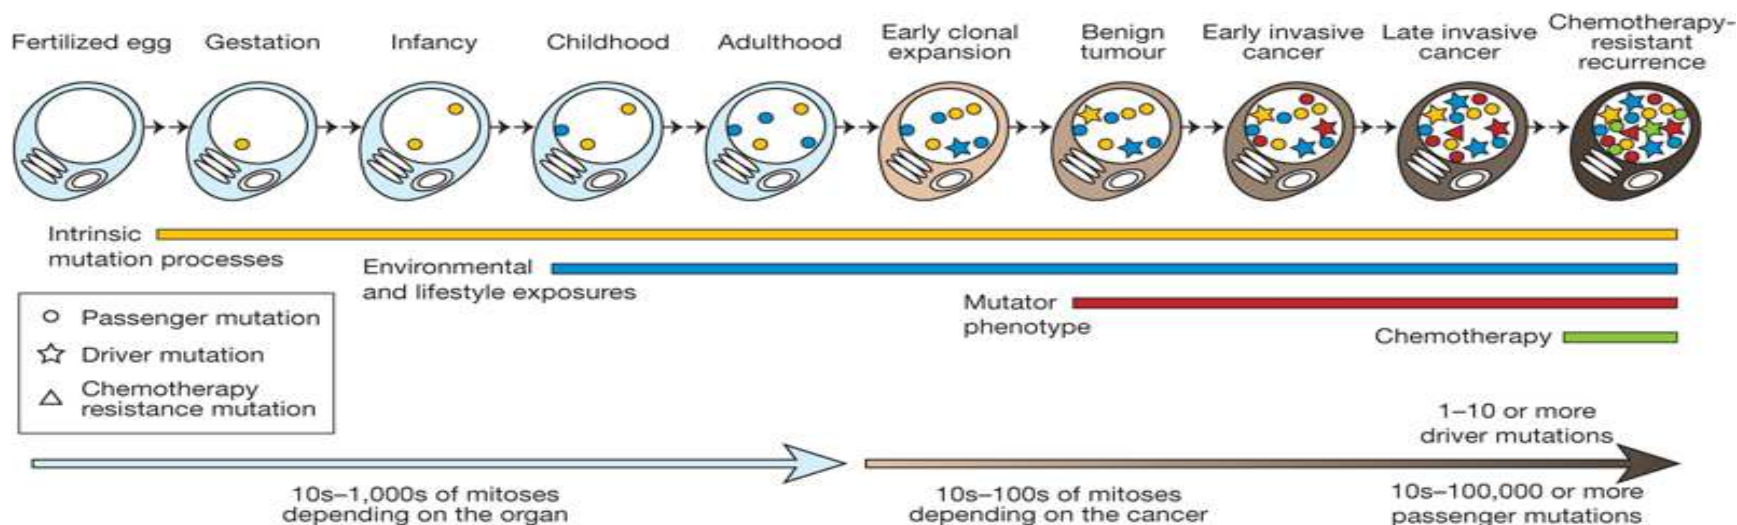 Fertilized egg
Gestation
Infancy
Childhood
Adulthood
Early clonal
expansion
Benign
tumour
Early invasive
cancer
Late invasive
cancer
Chemotherapy-
resistant
recurrence
Intrinsic
mutation processes
Environmental
and lifestyle exposures
Mutator
phenotype
Chemotherapy
Passenger mutation
Driver mutation
Chemotherapy
resistance mutation
10s–1,000s of mitoses
depending on the organ
10s–100s of mitoses
depending on the cancer
1–10 or more
driver mutations
10s–100,000 or more
passenger mutations